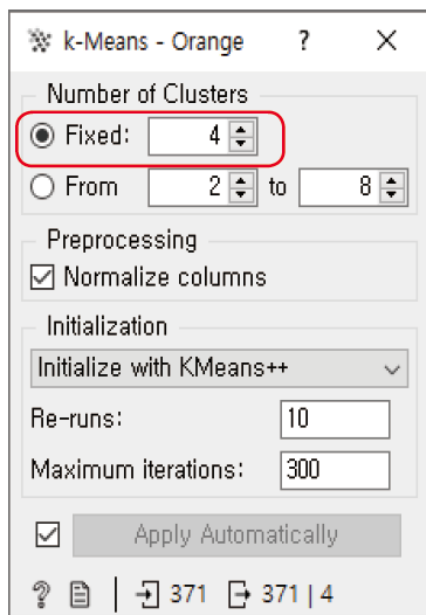 k-Means - Orange ? ×
Number of Clusters
Fixed: 4
From 2 to 8
Preprocessing
Normalize columns
Initialization
Initialize with KMeans++
Re-runs: 10
Maximum iterations: 300
Apply Automatically
? 371 371 | 4